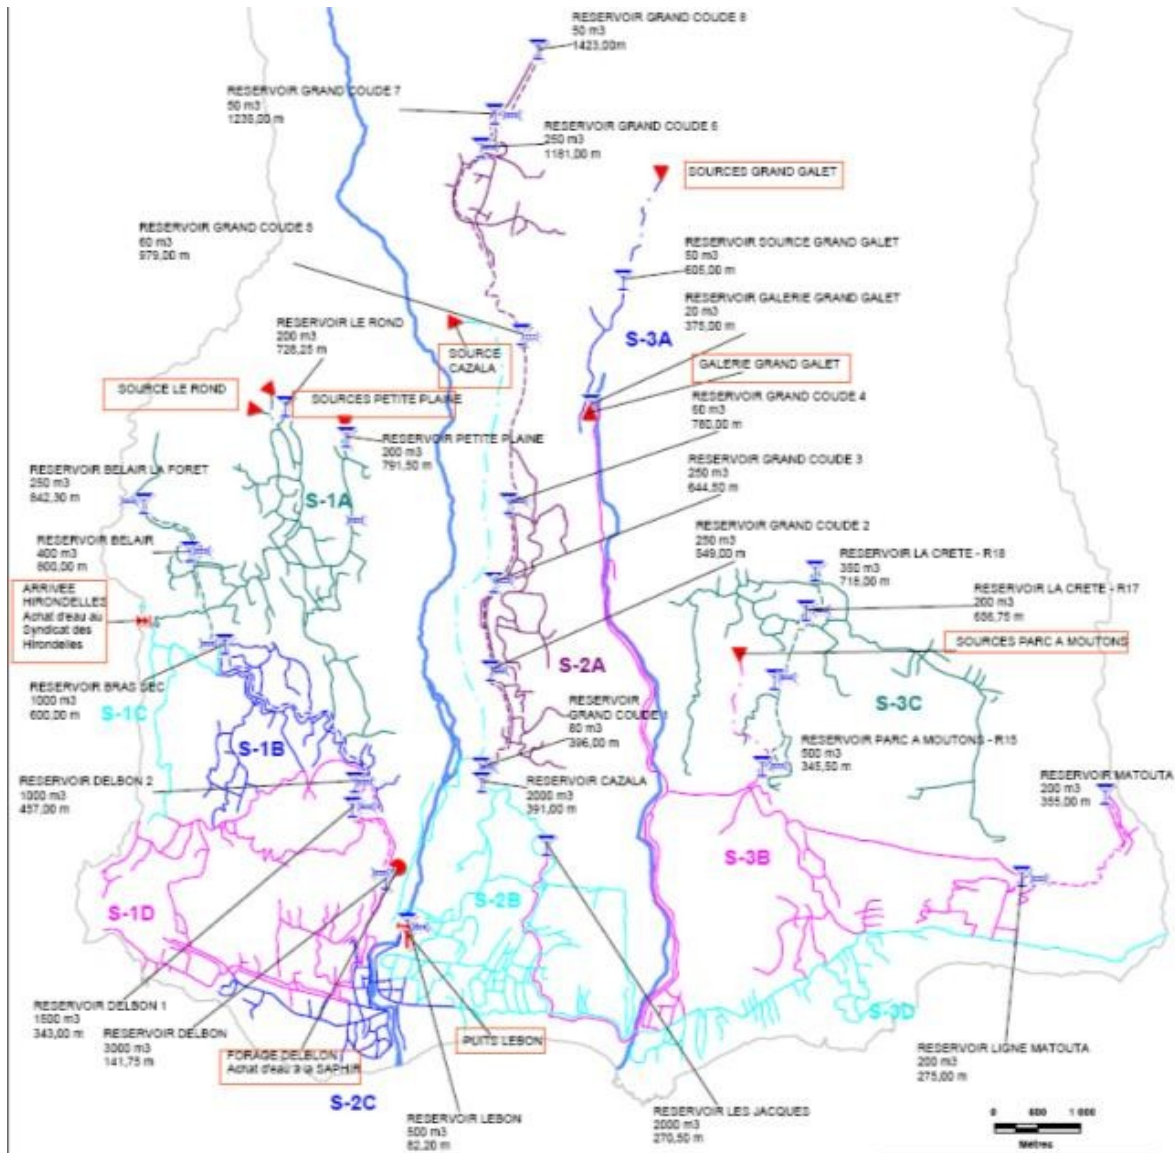 RESERVOIR GRAND COUDE 8
50 m3
1423,00m
RESERVOIR GRAND COUDE 7
50 m3
1236,00 m
RESERVOIR GRAND COUDE 6
250 m3
1181,00 m
SOURCES GRAND GALET
RESERVOIR GRAND COUDE 5
60 m3
979,00 m
RESERVOIR SOURCE GRAND GALET
50 m3
605,00 m
RESERVOIR GALERIE GRAND GALET
20 m3
375,00 m
S-3A
RESERVOIR LE ROND
200 m3
728,25 m
SOURCE
CAZALA
GALERIE GRAND GALET
SOURCE LE ROND
SOURCES PETITE PLAINE
RESERVOIR GRAND COUDE 4
60 m3
780,00 m
RESERVOIR PETITE PLAINE
200 m3
791,50 m
RESERVOIR GRAND COUDE 3
250 m3
644,50 m
RESERVOIR BELAIR LA FORET
250 m3
842,30 m
S-1A
RESERVOIR GRAND COUDE 2
250 m3
549,00 m
RESERVOIR BELAIR
400 m3
800,00 m
RESERVOIR LA CRETE - R18
350 m3
718,00 m
RESERVOIR LA CRETE - R17
200 m3
656,75 m
ARRIVEE
HIRONDELLES
Achat d'eau au
Syndicat des
Hirondelles
SOURCES PARC A MOUTONS
S-2A
RESERVOIR BRAS SEC
1000 m3
600,00 m
S-1C
S-3C
RESERVOIR
GRAND COUDE 1
80 m3
396,00 m
S-1B
RESERVOIR PARC A MOUTONS - R15
500 m3
345,50 m
RESERVOIR DELBON 2
1000 m3
457,00 m
RESERVOIR CAZALA
2000 m3
391,00 m
RESERVOIR MATOUTA
200 m3
355,00 m
S-3B
S-2B
S-1D
RESERVOIR DELBON 1
1500 m3
343,00 m
RESERVOIR DELBON
3000 m3
141,75 m
FORAGE DELBLON
Achat d'eau à la SAPHIR
PUITS LEBON
S-3D
RESERVOIR LIGNE MATOUTA
200 m3
275,00 m
S-2C
RESERVOIR LEBON
500 m3
82,20 m
RESERVOIR LES JACQUES
2000 m3
270,50 m
0 500 1 000
Mètres